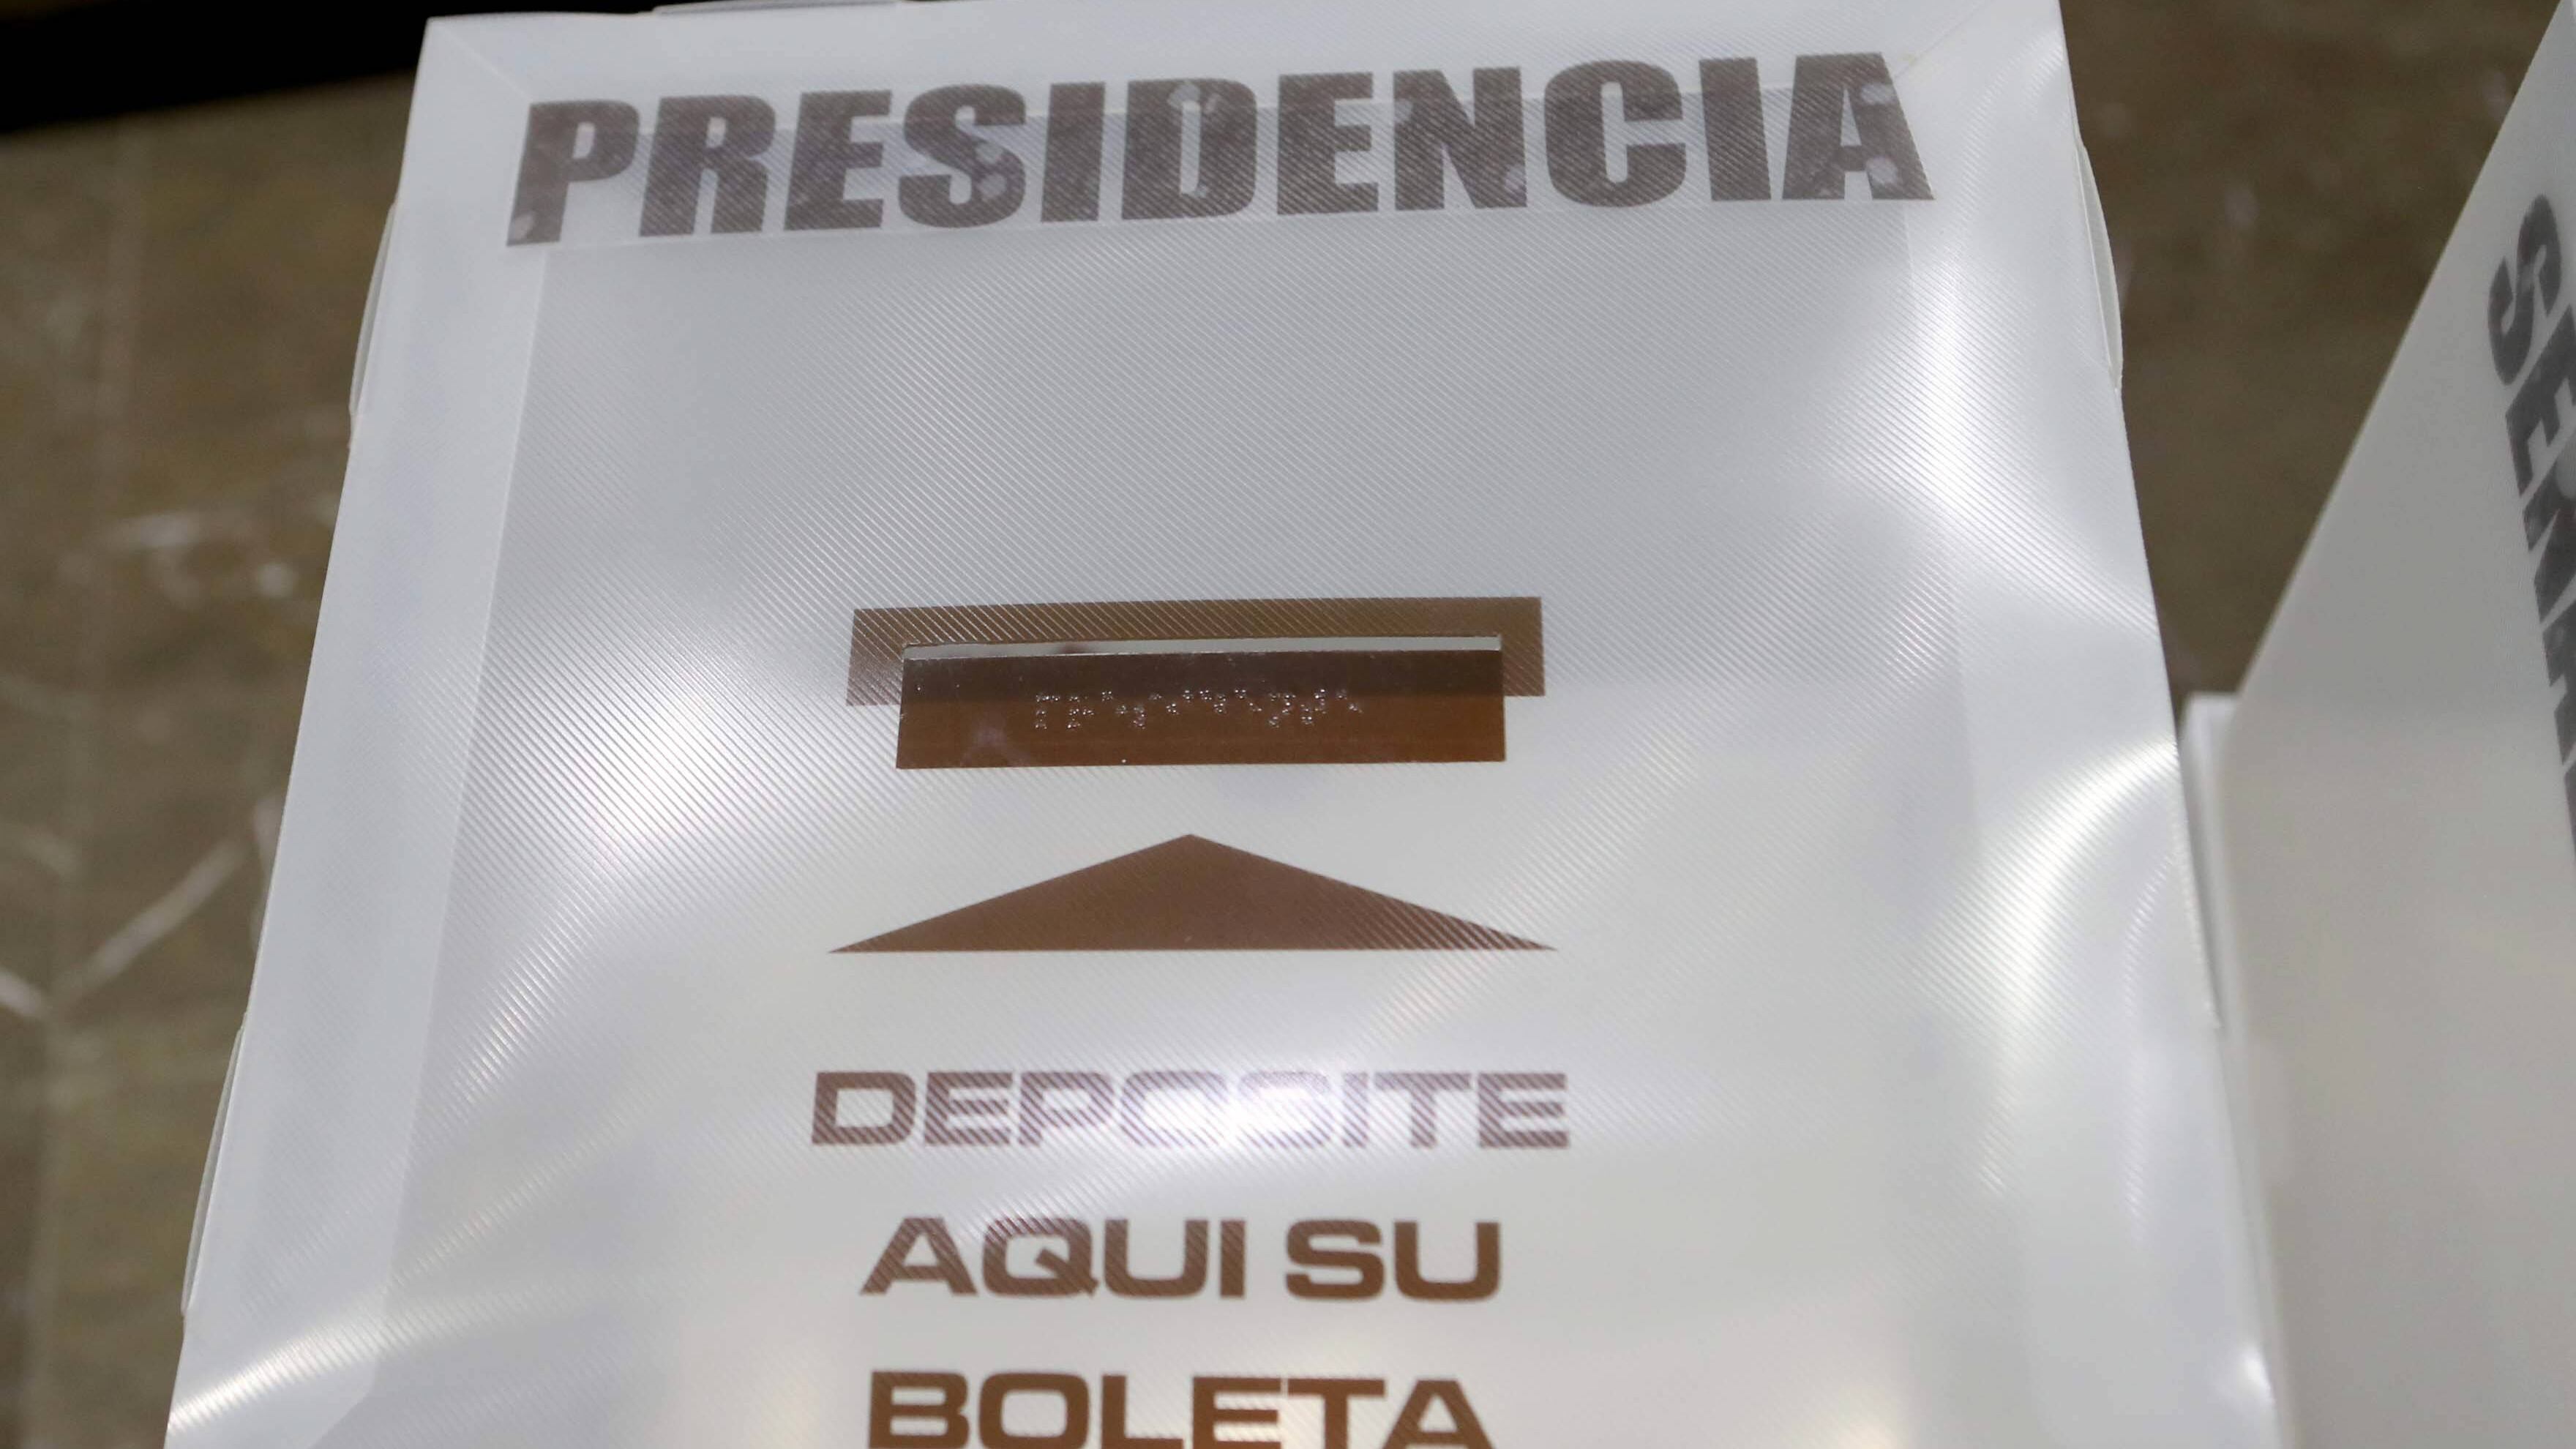 PRESIDENCIA
DEPOSITE
AQUI SU
BOLETA